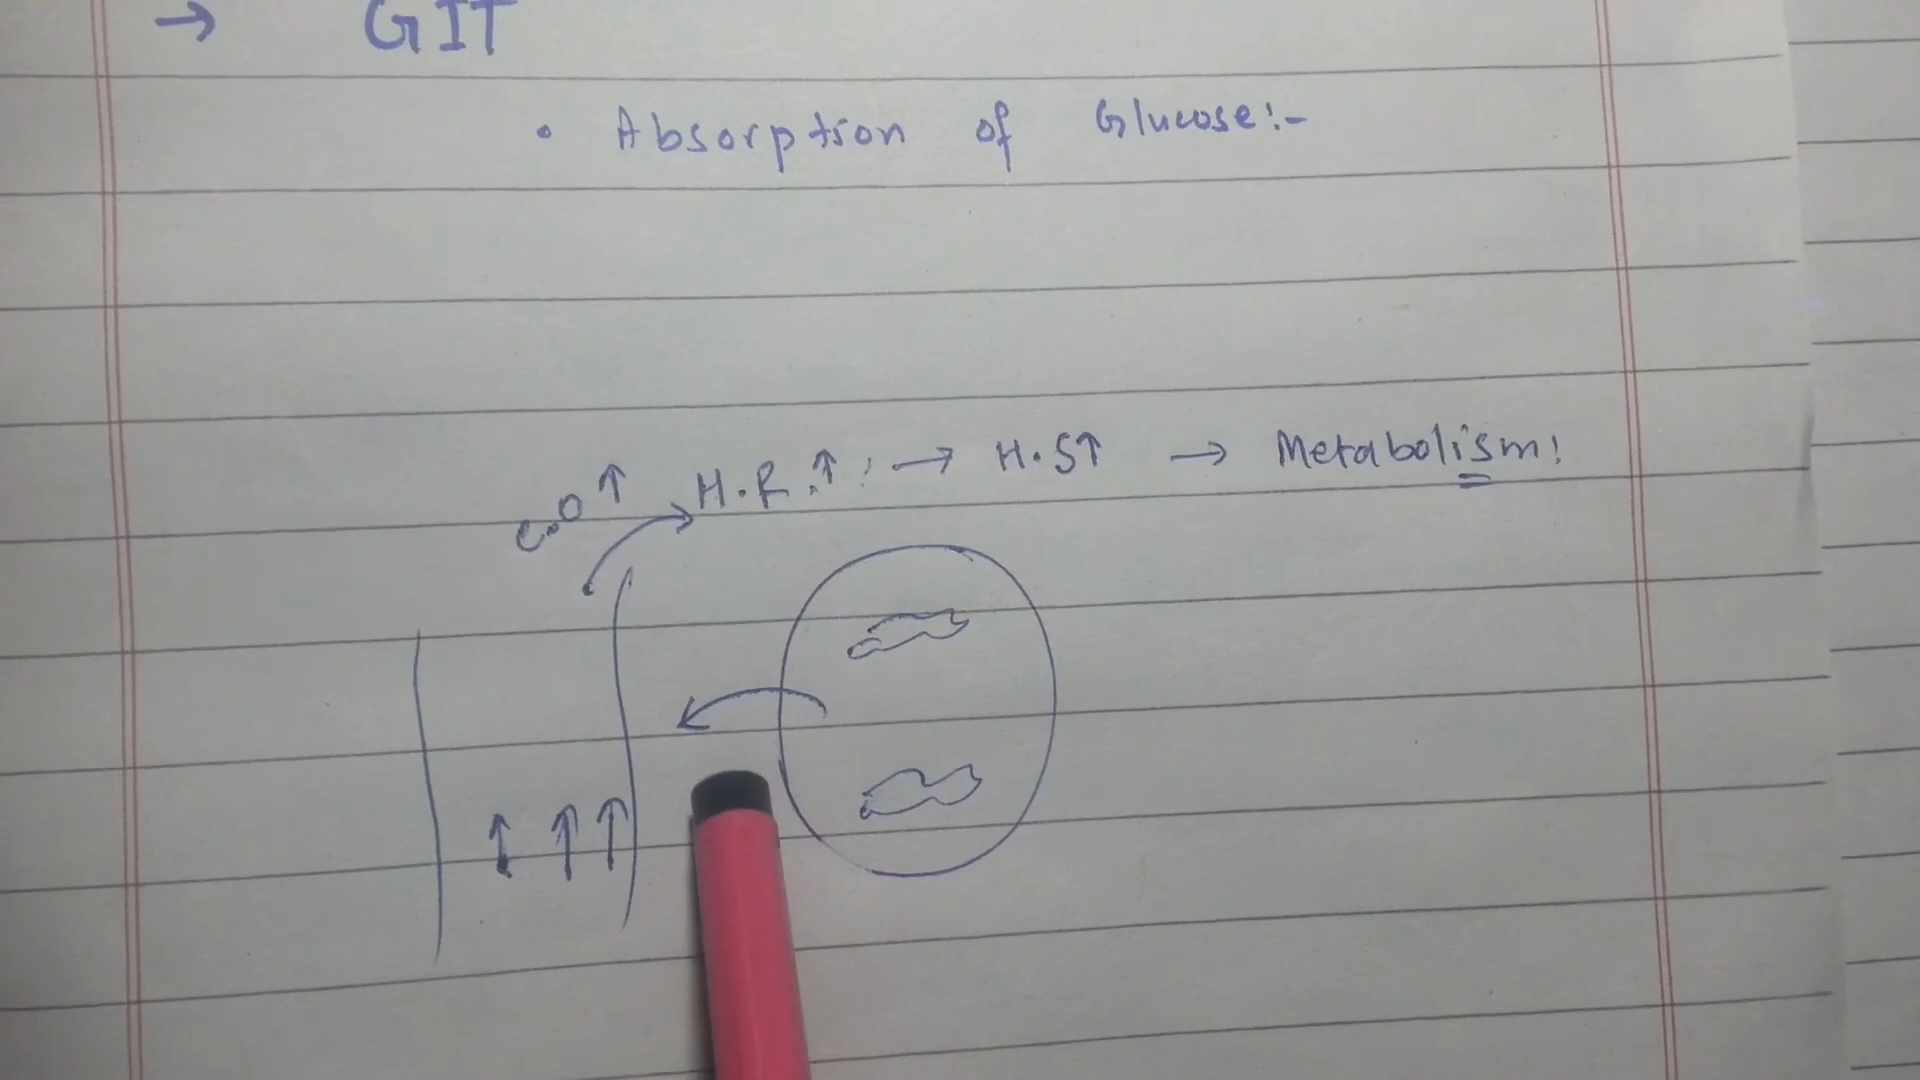 → GIT
• Absorption of Glucose:-
C.O↑ H.R.↑ → H.S↑ → Metabolism!
↑ ↑ ↑